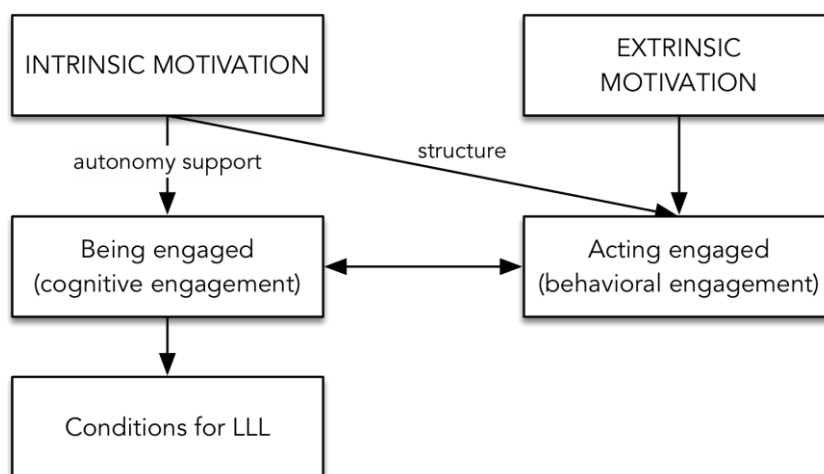 INTRINSIC MOTIVATION
EXTRINSIC
MOTIVATION
autonomy support
structure
Being engaged
(cognitive engagement)
Acting engaged
(behavioral engagement)
Conditions for LLL